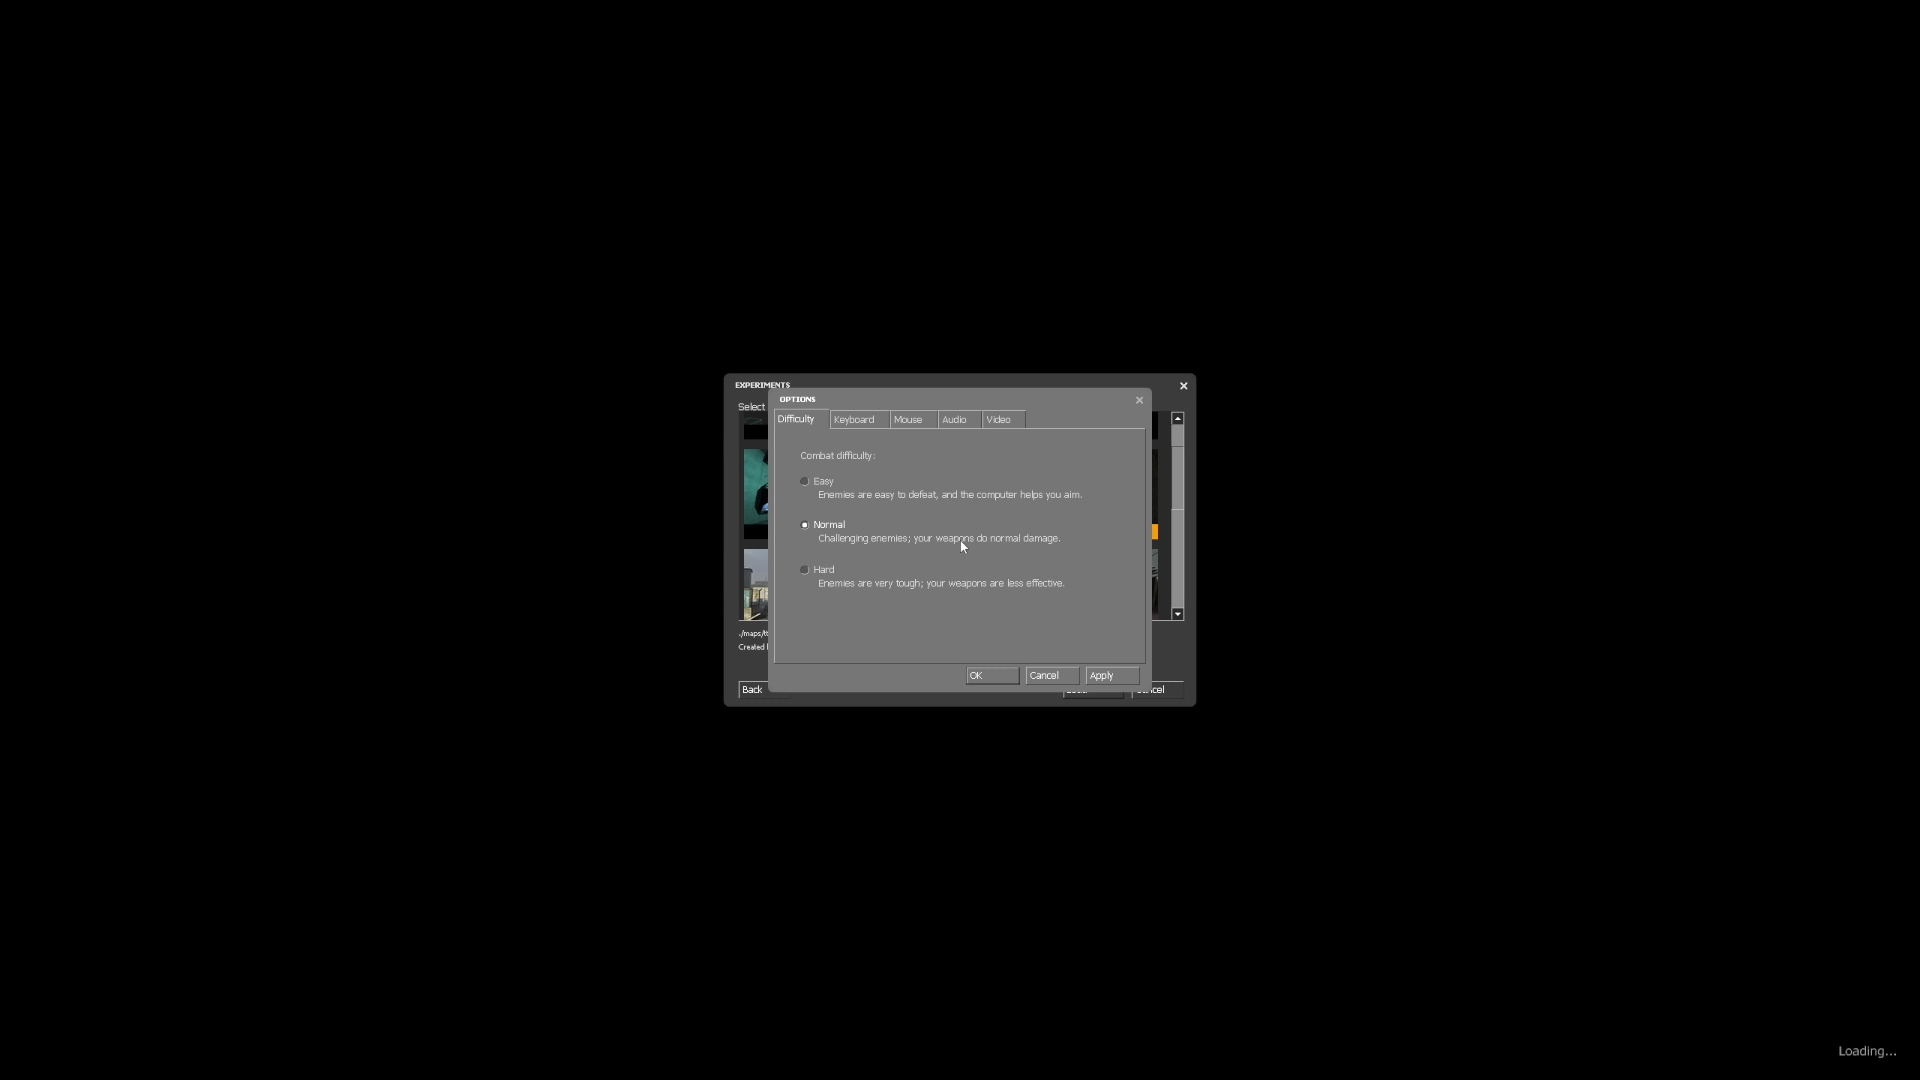 EXPERIMENTS
Select
OPTIONS
Difficulty Keyboard Mouse Audio Video
Combat difficulty:
Easy
Enemies are easy to defeat, and the computer helps you aim.
Normal
Challenging enemies; your weapons do normal damage.
Hard
Enemies are very tough; your weapons are less effective.
./maps/
Created
OK Cancel Apply
Back
Loading...